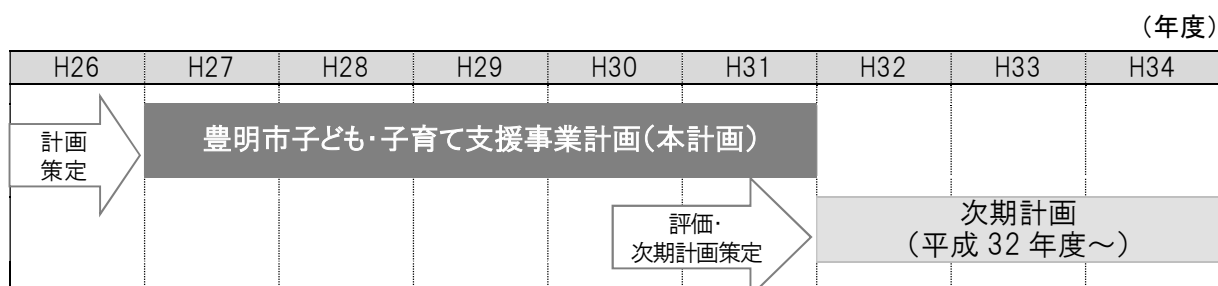 (年度)
H26 H27 H28 H29 H30 H31 H32 H33 H34
計画
策定
豊明市子ども・子育て支援事業計画(本計画)
評価・
次期計画策定
次期計画
(平成 32 年度~)